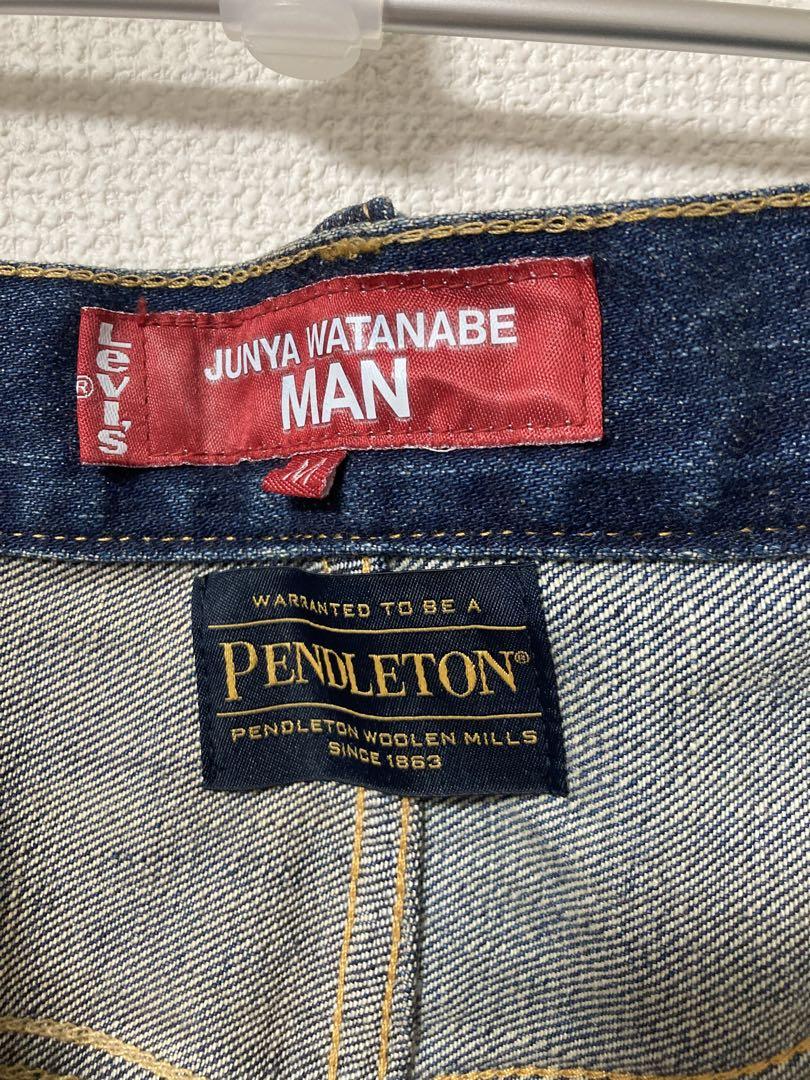 Levi's
®
JUNYA WATANABE
MAN
M
WARRANTED TO BE A
PENDLETON®
PENDLETON WOOLEN MILLS
SINCE 1863